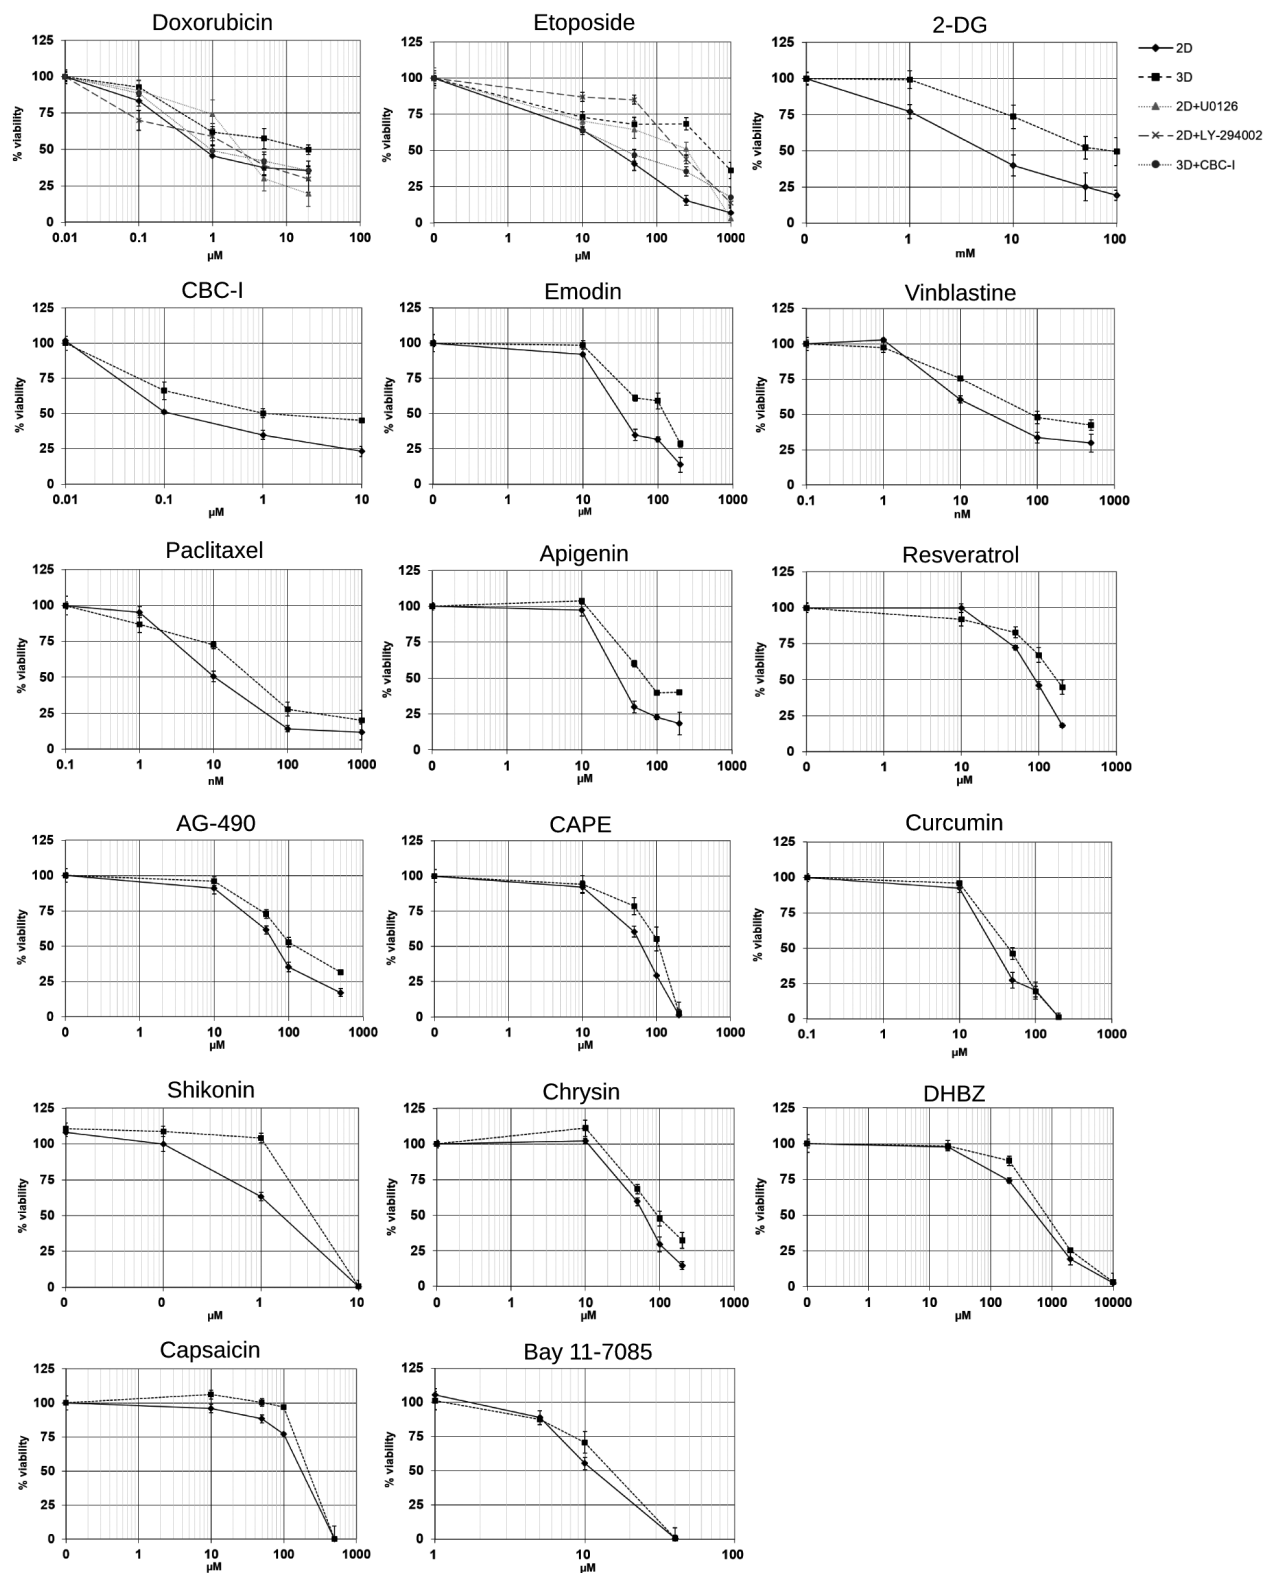 Doxorubicin
% viability
125
100
75
50
25
0
0.01 0.1 1 10 100
µM
Etoposide
% viability
125
100
75
50
25
0
0 1 10 100 1000
µM
2-DG
% viability
125
100
75
50
25
0
0 1 10 100
mM
2D
3D
2D+U0126
2D+LY-294002
3D+CBC-I
CBC-I
% viability
125
100
75
50
25
0
0.01 0.1 1 10
µM
Emodin
% viability
125
100
75
50
25
0
0 1 10 100 1000
µM
Vinblastine
% viability
125
100
75
50
25
0
0.1 1 10 100 1000
nM
Paclitaxel
% viability
125
100
75
50
25
0
0.1 1 10 100 1000
nM
Apigenin
% viability
125
100
75
50
25
0
0 1 10 100 1000
µM
Resveratrol
% viability
125
100
75
50
25
0
0 1 10 100 1000
µM
AG-490
% viability
125
100
75
50
25
0
0 1 10 100 1000
µM
CAPE
% viability
125
100
75
50
25
0
0 1 10 100 1000
µM
Curcumin
% viability
125
100
75
50
25
0
0.1 1 10 100 1000
µM
Shikonin
% viability
125
100
75
50
25
0
0 0 1 10
µM
Chrysin
% viability
125
100
75
50
25
0
0 1 10 100 1000
µM
DHBZ
% viability
125
100
75
50
25
0
0 1 10 100 1000 10000
µM
Capsaicin
% viability
125
100
75
50
25
0
0 1 10 100 1000
µM
Bay 11-7085
% viability
125
100
75
50
25
0
1 10 100
µM